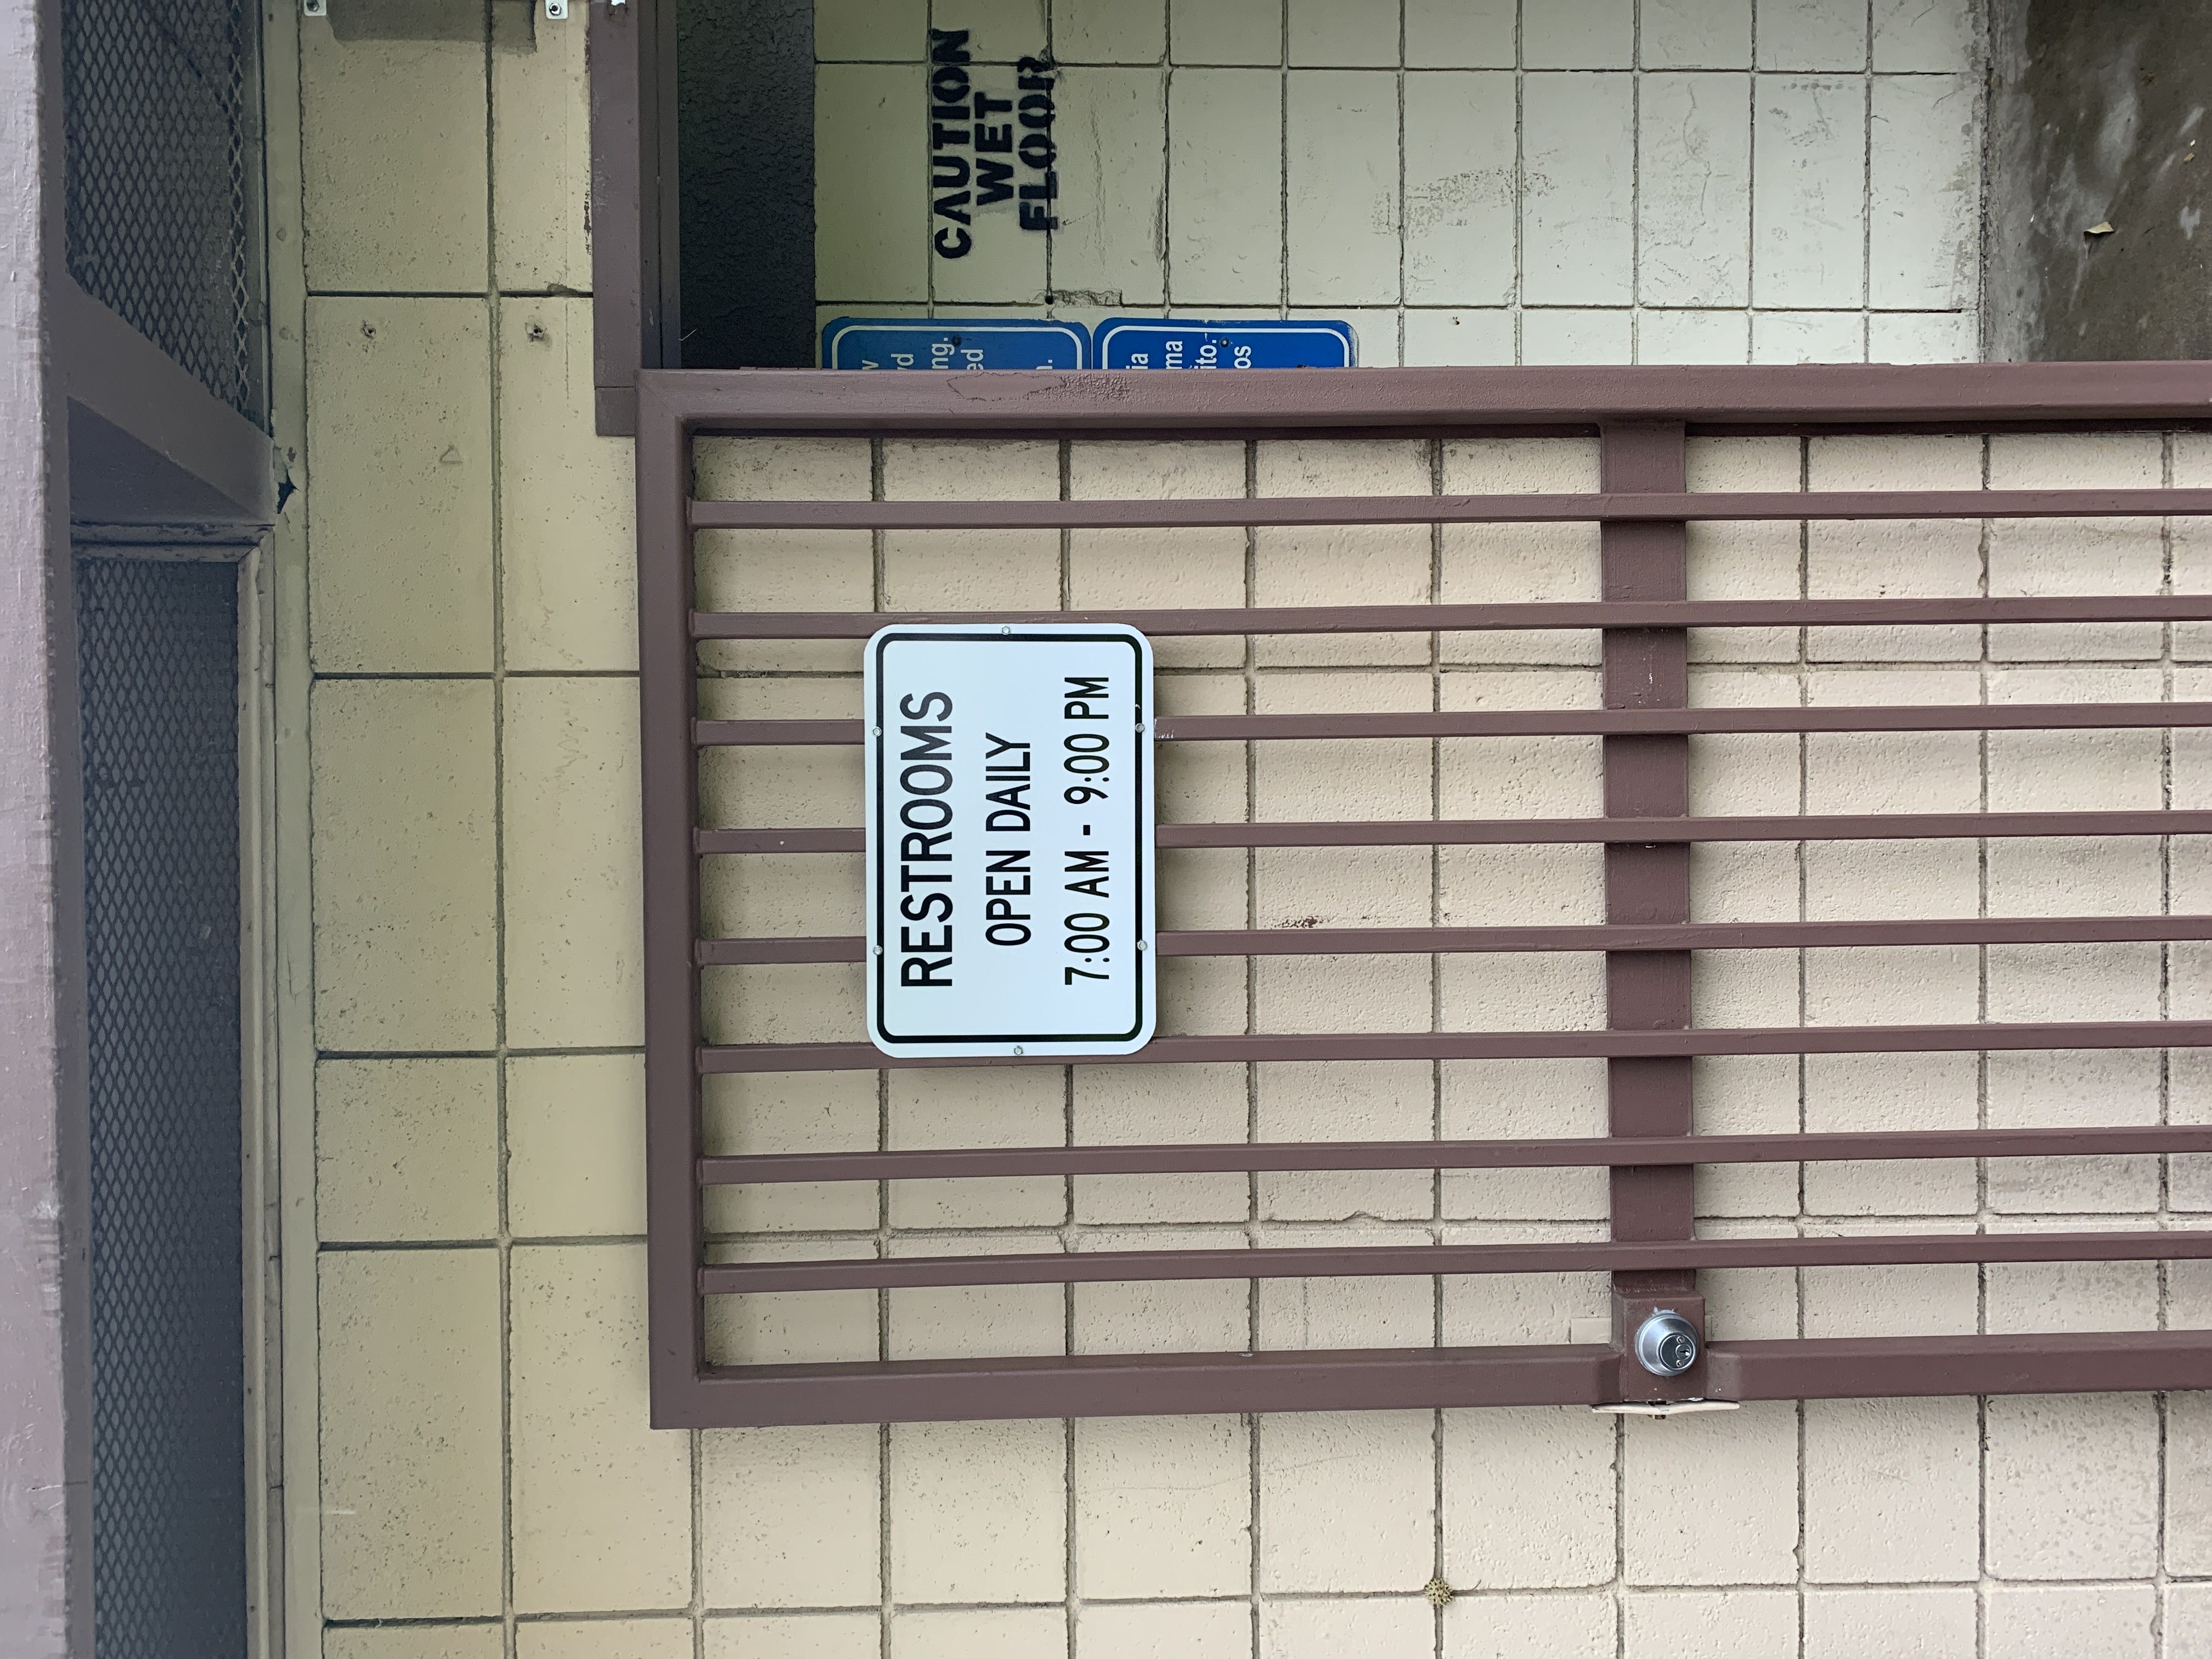 RESTROOMS
OPEN DAILY
7:00 AM - 9:00 PM
CAUTION
WET
FLOOR